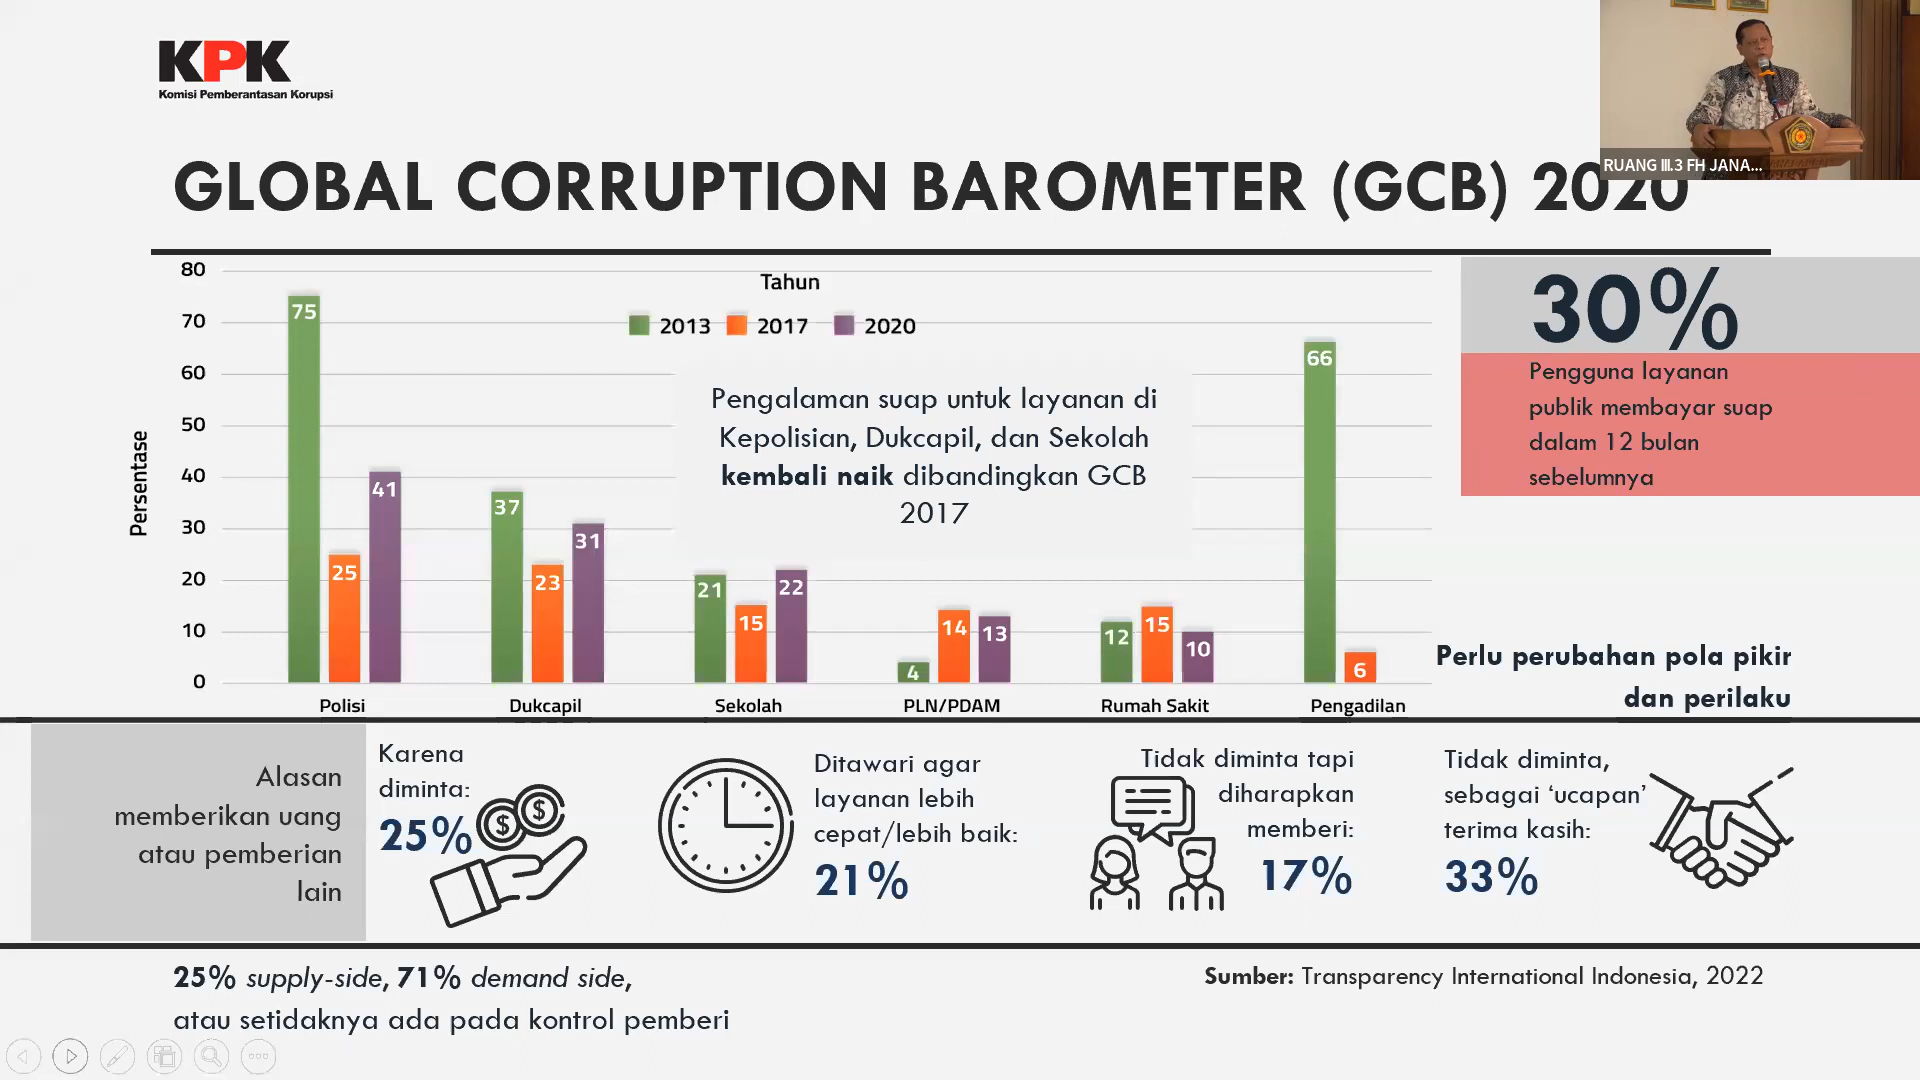 KPK
Komisi Pemberantasan Korupsi
RUANG III.3 FH JANA...
GLOBAL CORRUPTION BAROMETER (GCB) 2020
80
70
60
50
40
30
20
10
0
Persentase
Tahun
2013 2017 2020
75
25
41
37
23
31
21
15
22
4
14
13
12
15
10
66
6
Polisi Dukcapil Sekolah PLN/PDAM Rumah Sakit Pengadilan
Pengalaman suap untuk layanan di
Kepolisian, Dukcapil, dan Sekolah
kembali naik dibandingkan GCB
2017
30%
Pengguna layanan
publik membayar suap
dalam 12 bulan
sebelumnya
Perlu perubahan pola pikir
dan perilaku
Alasan
memberikan uang
atau pemberian
lain
Karena
diminta:
25%
$ $
Ditawari agar
layanan lebih
cepat/lebih baik:
21%
Tidak diminta tapi
diharapkan
memberi:
17%
Tidak diminta,
sebagai ‘ucapan’
terima kasih:
33%
25% supply-side, 71% demand side,
atau setidaknya ada pada kontrol pemberi
Sumber: Transparency International Indonesia, 2022